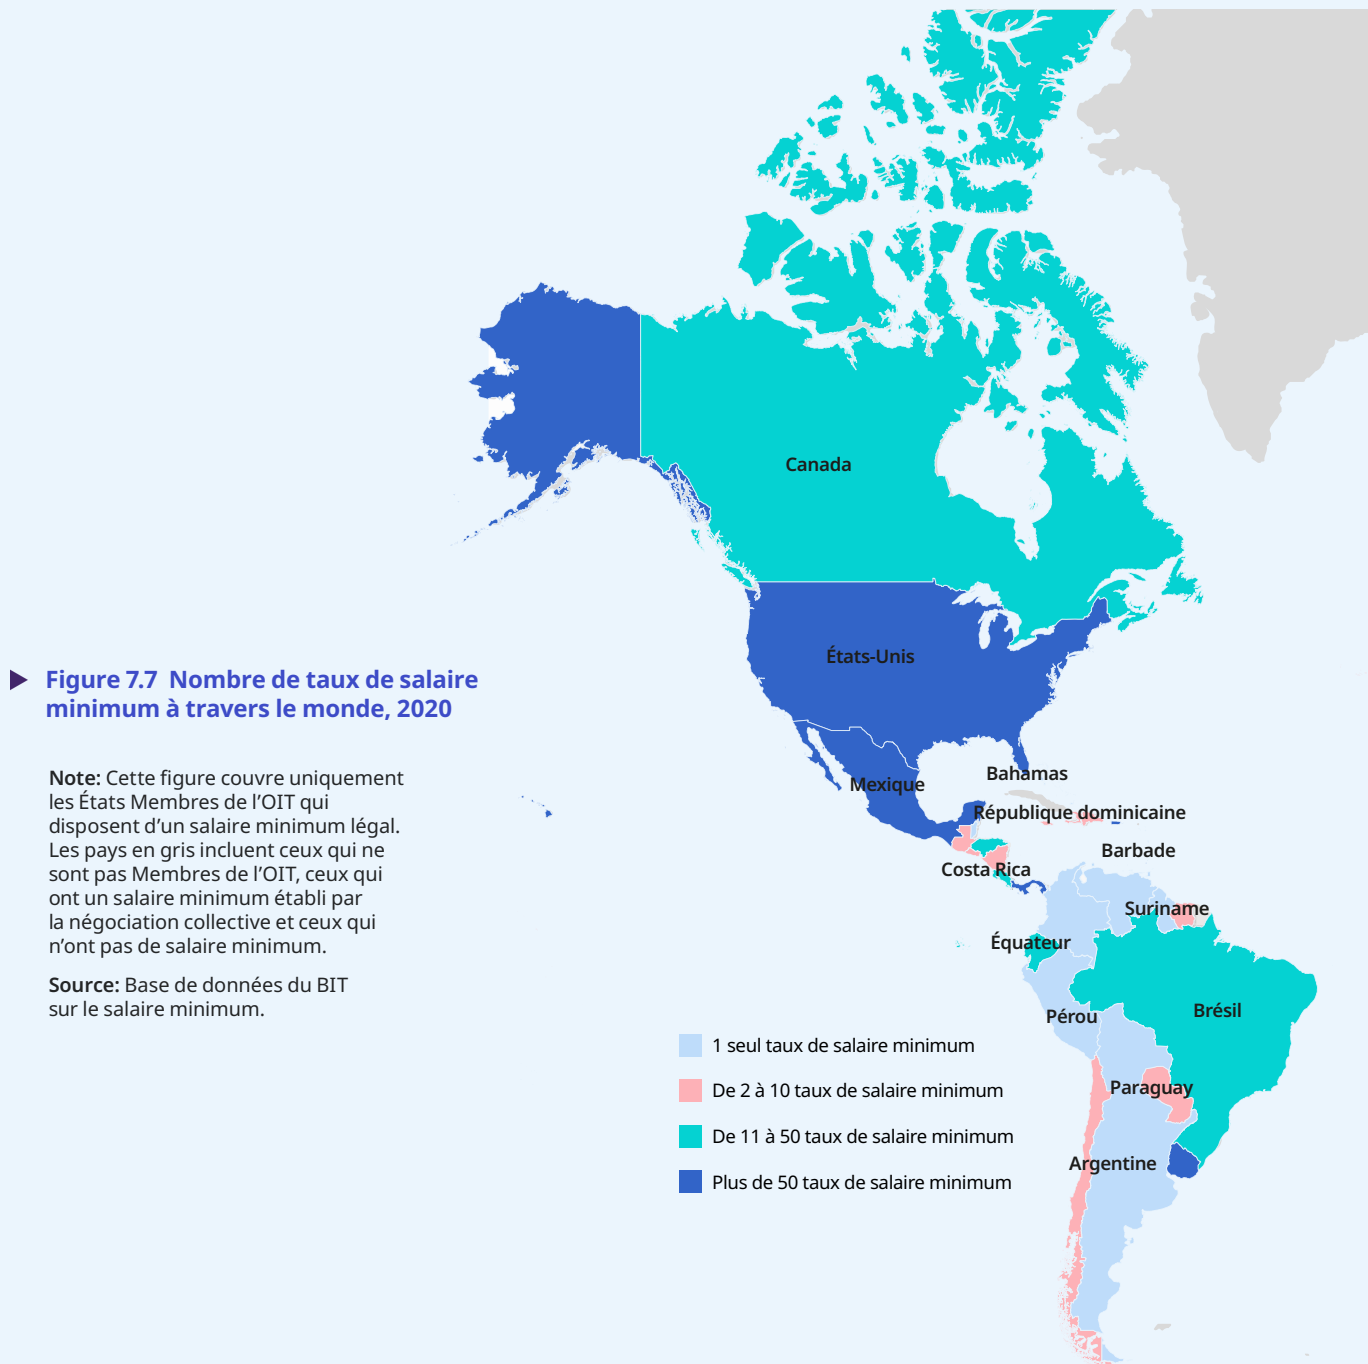 Canada
États-Unis
Figure 7.7 Nombre de taux de salaire
minimum à travers le monde, 2020
Note: Cette figure couvre uniquement
les États Membres de l’OIT qui
disposent d’un salaire minimum légal.
Les pays en gris incluent ceux qui ne
sont pas Membres de l’OIT, ceux qui
ont un salaire minimum établi par
la négociation collective et ceux qui
n’ont pas de salaire minimum.
Source: Base de données du BIT
sur le salaire minimum.
Bahamas
Mexique
République dominicaine
Barbade
Costa Rica
Suriname
Équateur
Brésil
Pérou
Paraguay
Argentine
1 seul taux de salaire minimum
De 2 à 10 taux de salaire minimum
De 11 à 50 taux de salaire minimum
Plus de 50 taux de salaire minimum